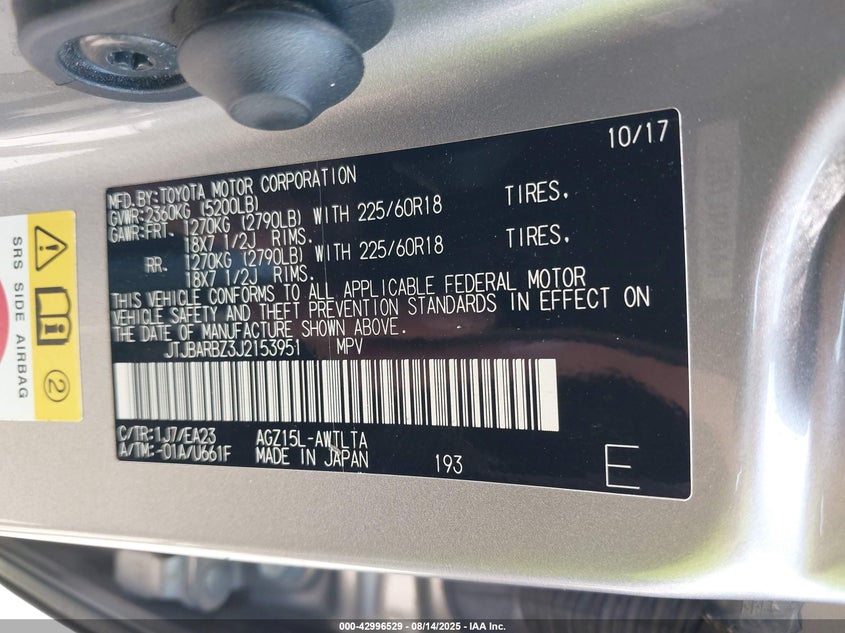 10/17
MFD.BY:TOYOTA MOTOR CORPORATION
GVWR:2360KG (5200LB)
GAWR:FRT 1270KG (2790LB) WITH 225/60R18 TIRES,
18X7 1/2J RIMS.
RR. 1270KG (2790LB) WITH 225/60R18 TIRES,
18X7 1/2J RIMS.
THIS VEHICLE CONFORMS TO ALL APPLICABLE FEDERAL MOTOR
VEHICLE SAFETY AND THEFT PREVENTION STANDARDS IN EFFECT ON
THE DATE OF MANUFACTURE SHOWN ABOVE.
JTJBARBZ3J2153951 MPV
C/TR:1J7/EA23 AGZ15L-AWTLTA
A/TM:-01A/U661F MADE IN JAPAN 193 E
SRS SIDE AIRBAG
2
000-42996529 - 08/14/2025 - IAA Inc.